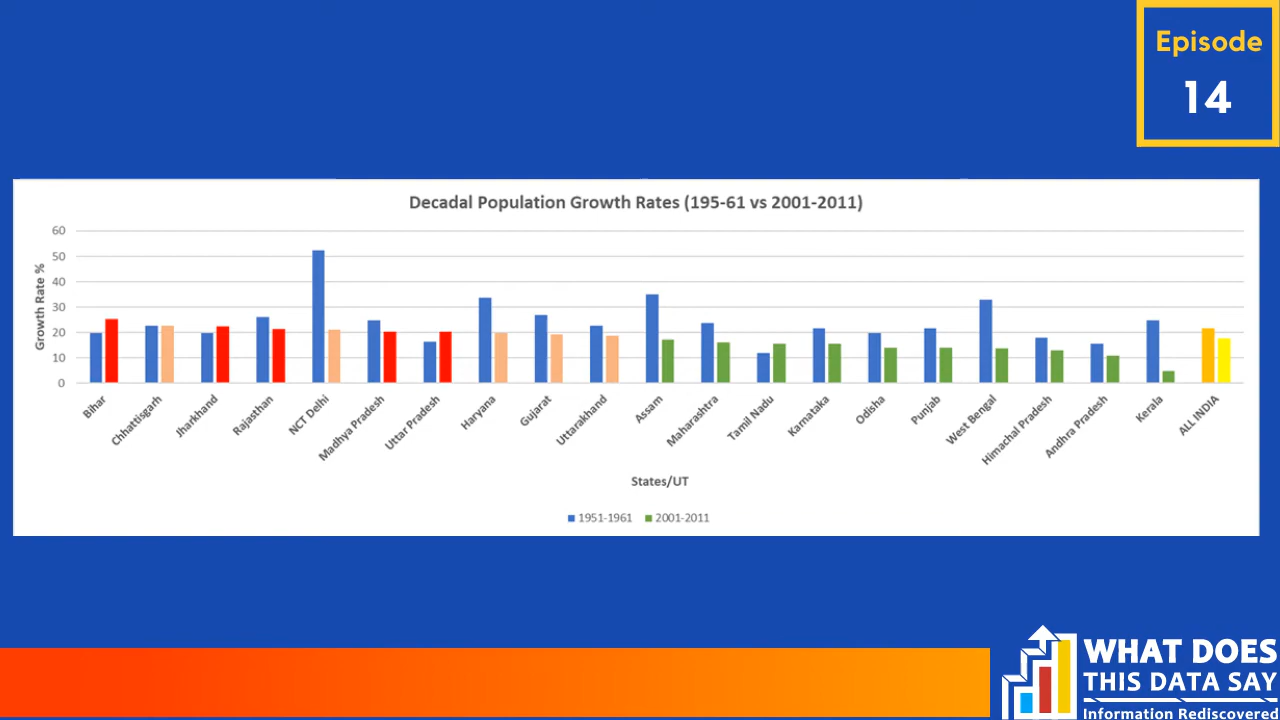 Episode
14
Decadal Population Growth Rates (195-61 vs 2001-2011)
60
50
40
30
20
10
0
Growth Rate %
Bihar
Chhattisgarh
Jharkhand
Rajasthan
NCT Delhi
Madhya Pradesh
Uttar Pradesh
Haryana
Gujarat
Uttarakhand
Assam
Maharashtra
Tamil Nadu
Karnataka
Odisha
Punjab
West Bengal
Himachal Pradesh
Andhra Pradesh
Kerala
ALL INDIA
States/UT
1951-1961 2001-2011
WHAT DOES
THIS DATA SAY
Information Rediscovered